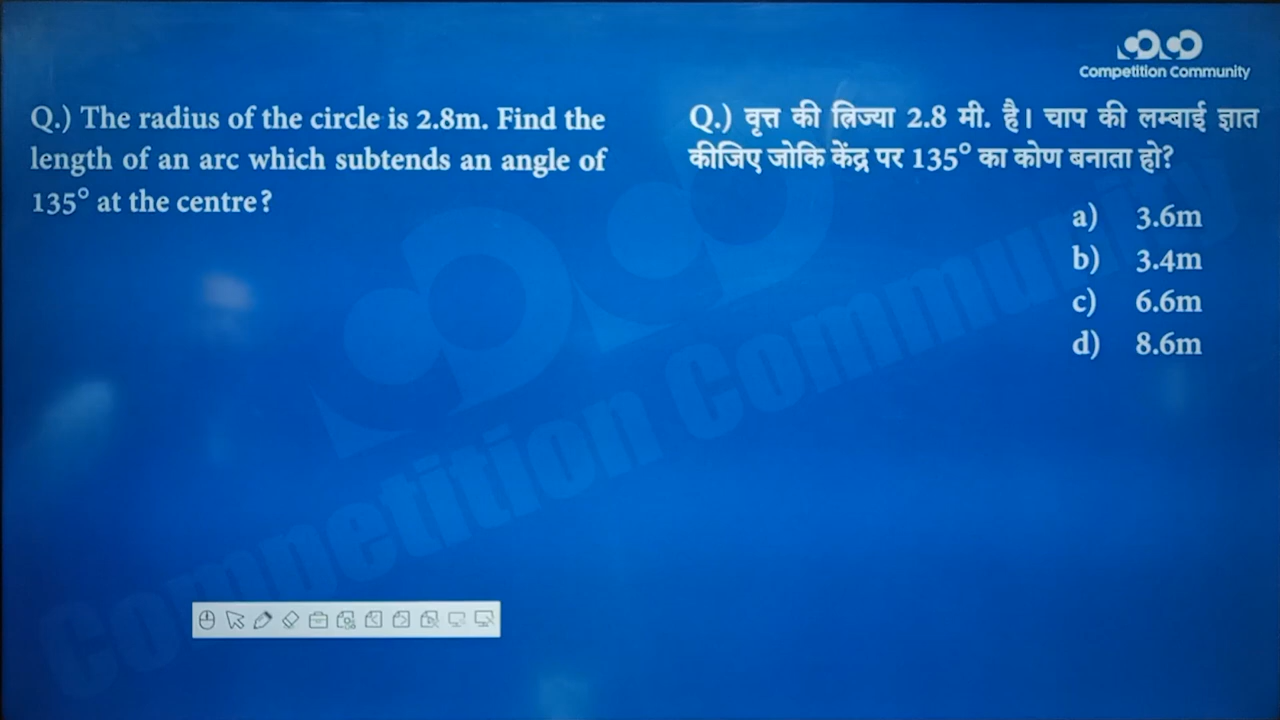 Competition Community
Q.) The radius of the circle is 2.8m. Find the
length of an arc which subtends an angle of
135° at the centre?
Q.) वृत्त की त्रिज्या 2.8 मी. है। चाप की लम्बाई ज्ञात
कीजिए जोकि केंद्र पर 135° का कोण बनाता हो?
a) 3.6m
b) 3.4m
c) 6.6m
d) 8.6m
Competition Community